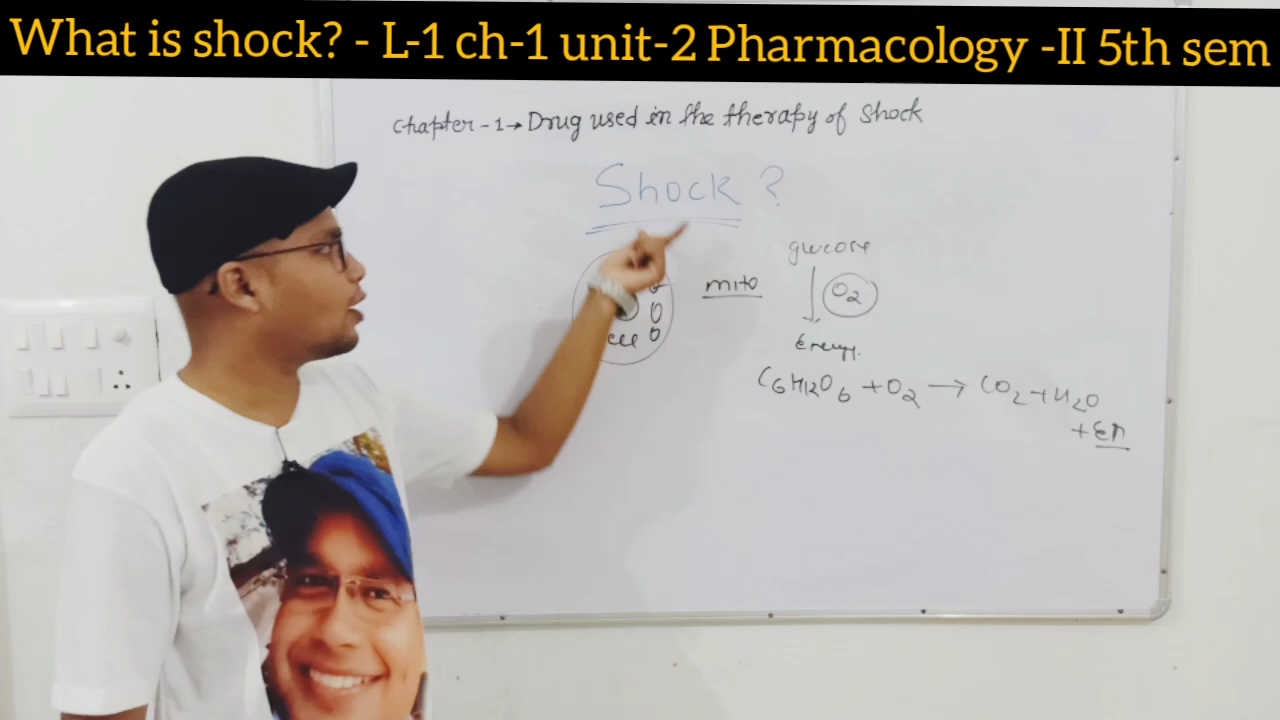 What is shock? - L-1 ch-1 unit-2 Pharmacology -II 5th sem
Chapter-1→Drug used in the therapy of Shock
Shock?
glucose
mito
O2
cell
Energy.
C6H12O6 + O2 → CO2 + H2O
+ En